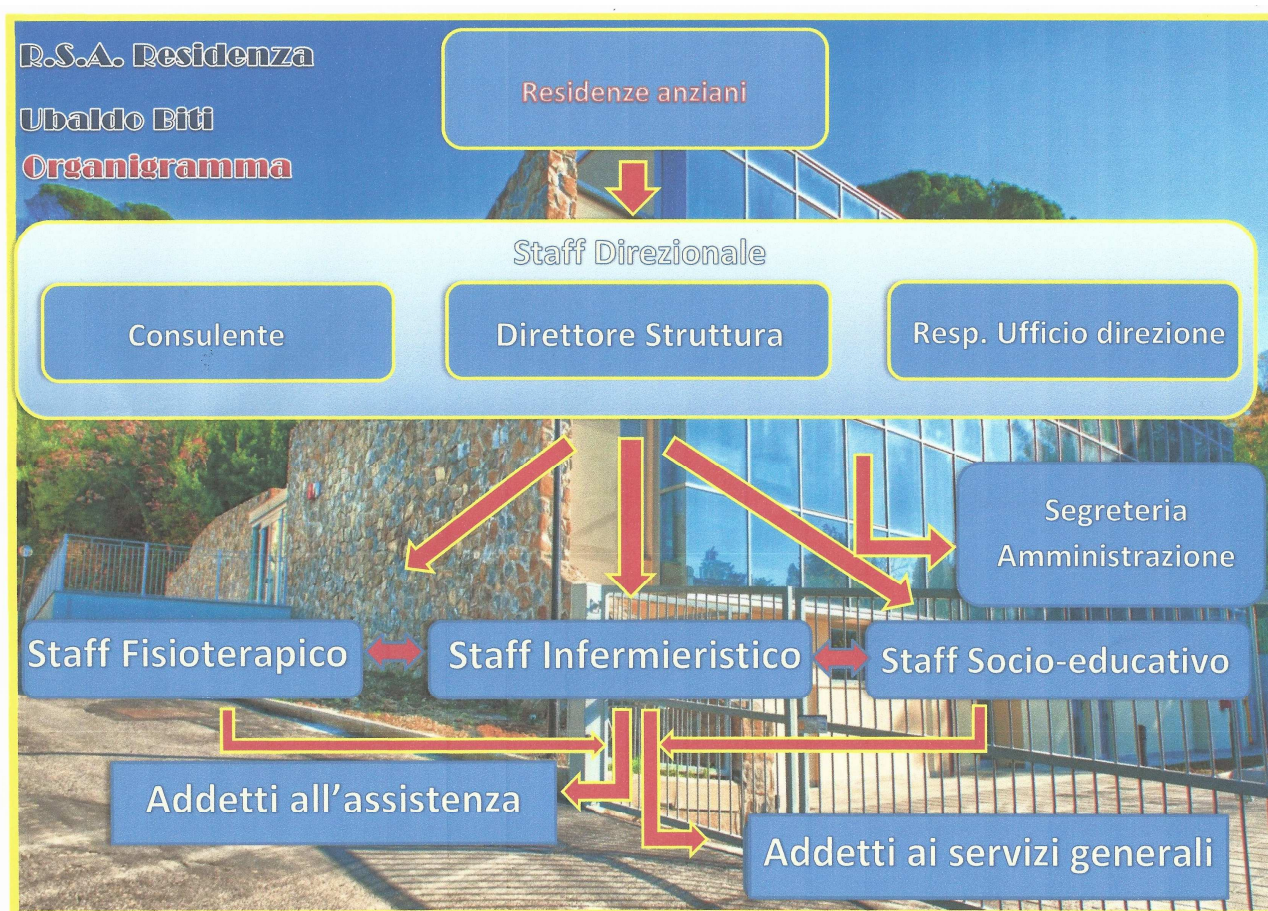 R.S.A. Residenza
Ubaldo Biti
Organigramma
Residenze anziani
Staff Direzionale
Consulente
Direttore Struttura
Resp. Ufficio direzione
Segreteria
Amministrazione
Staff Fisioterapico
Staff Infermieristico
Staff Socio-educativo
Addetti all'assistenza
Addetti ai servizi generali